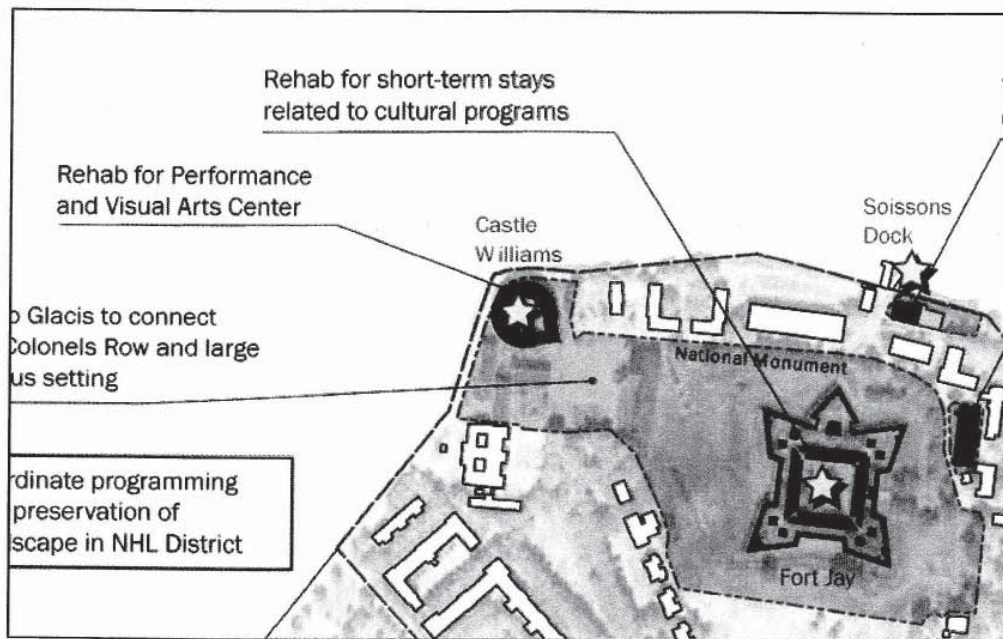 Rehab for short-term stays
related to cultural programs
Rehab for Performance
and Visual Arts Center
Castle
Williams
Soissons
Dock
o Glacis to connect
Colonels Row and large
us setting
National Monument
rdinate programming
preservation of
scape in NHL District
Fort Jay